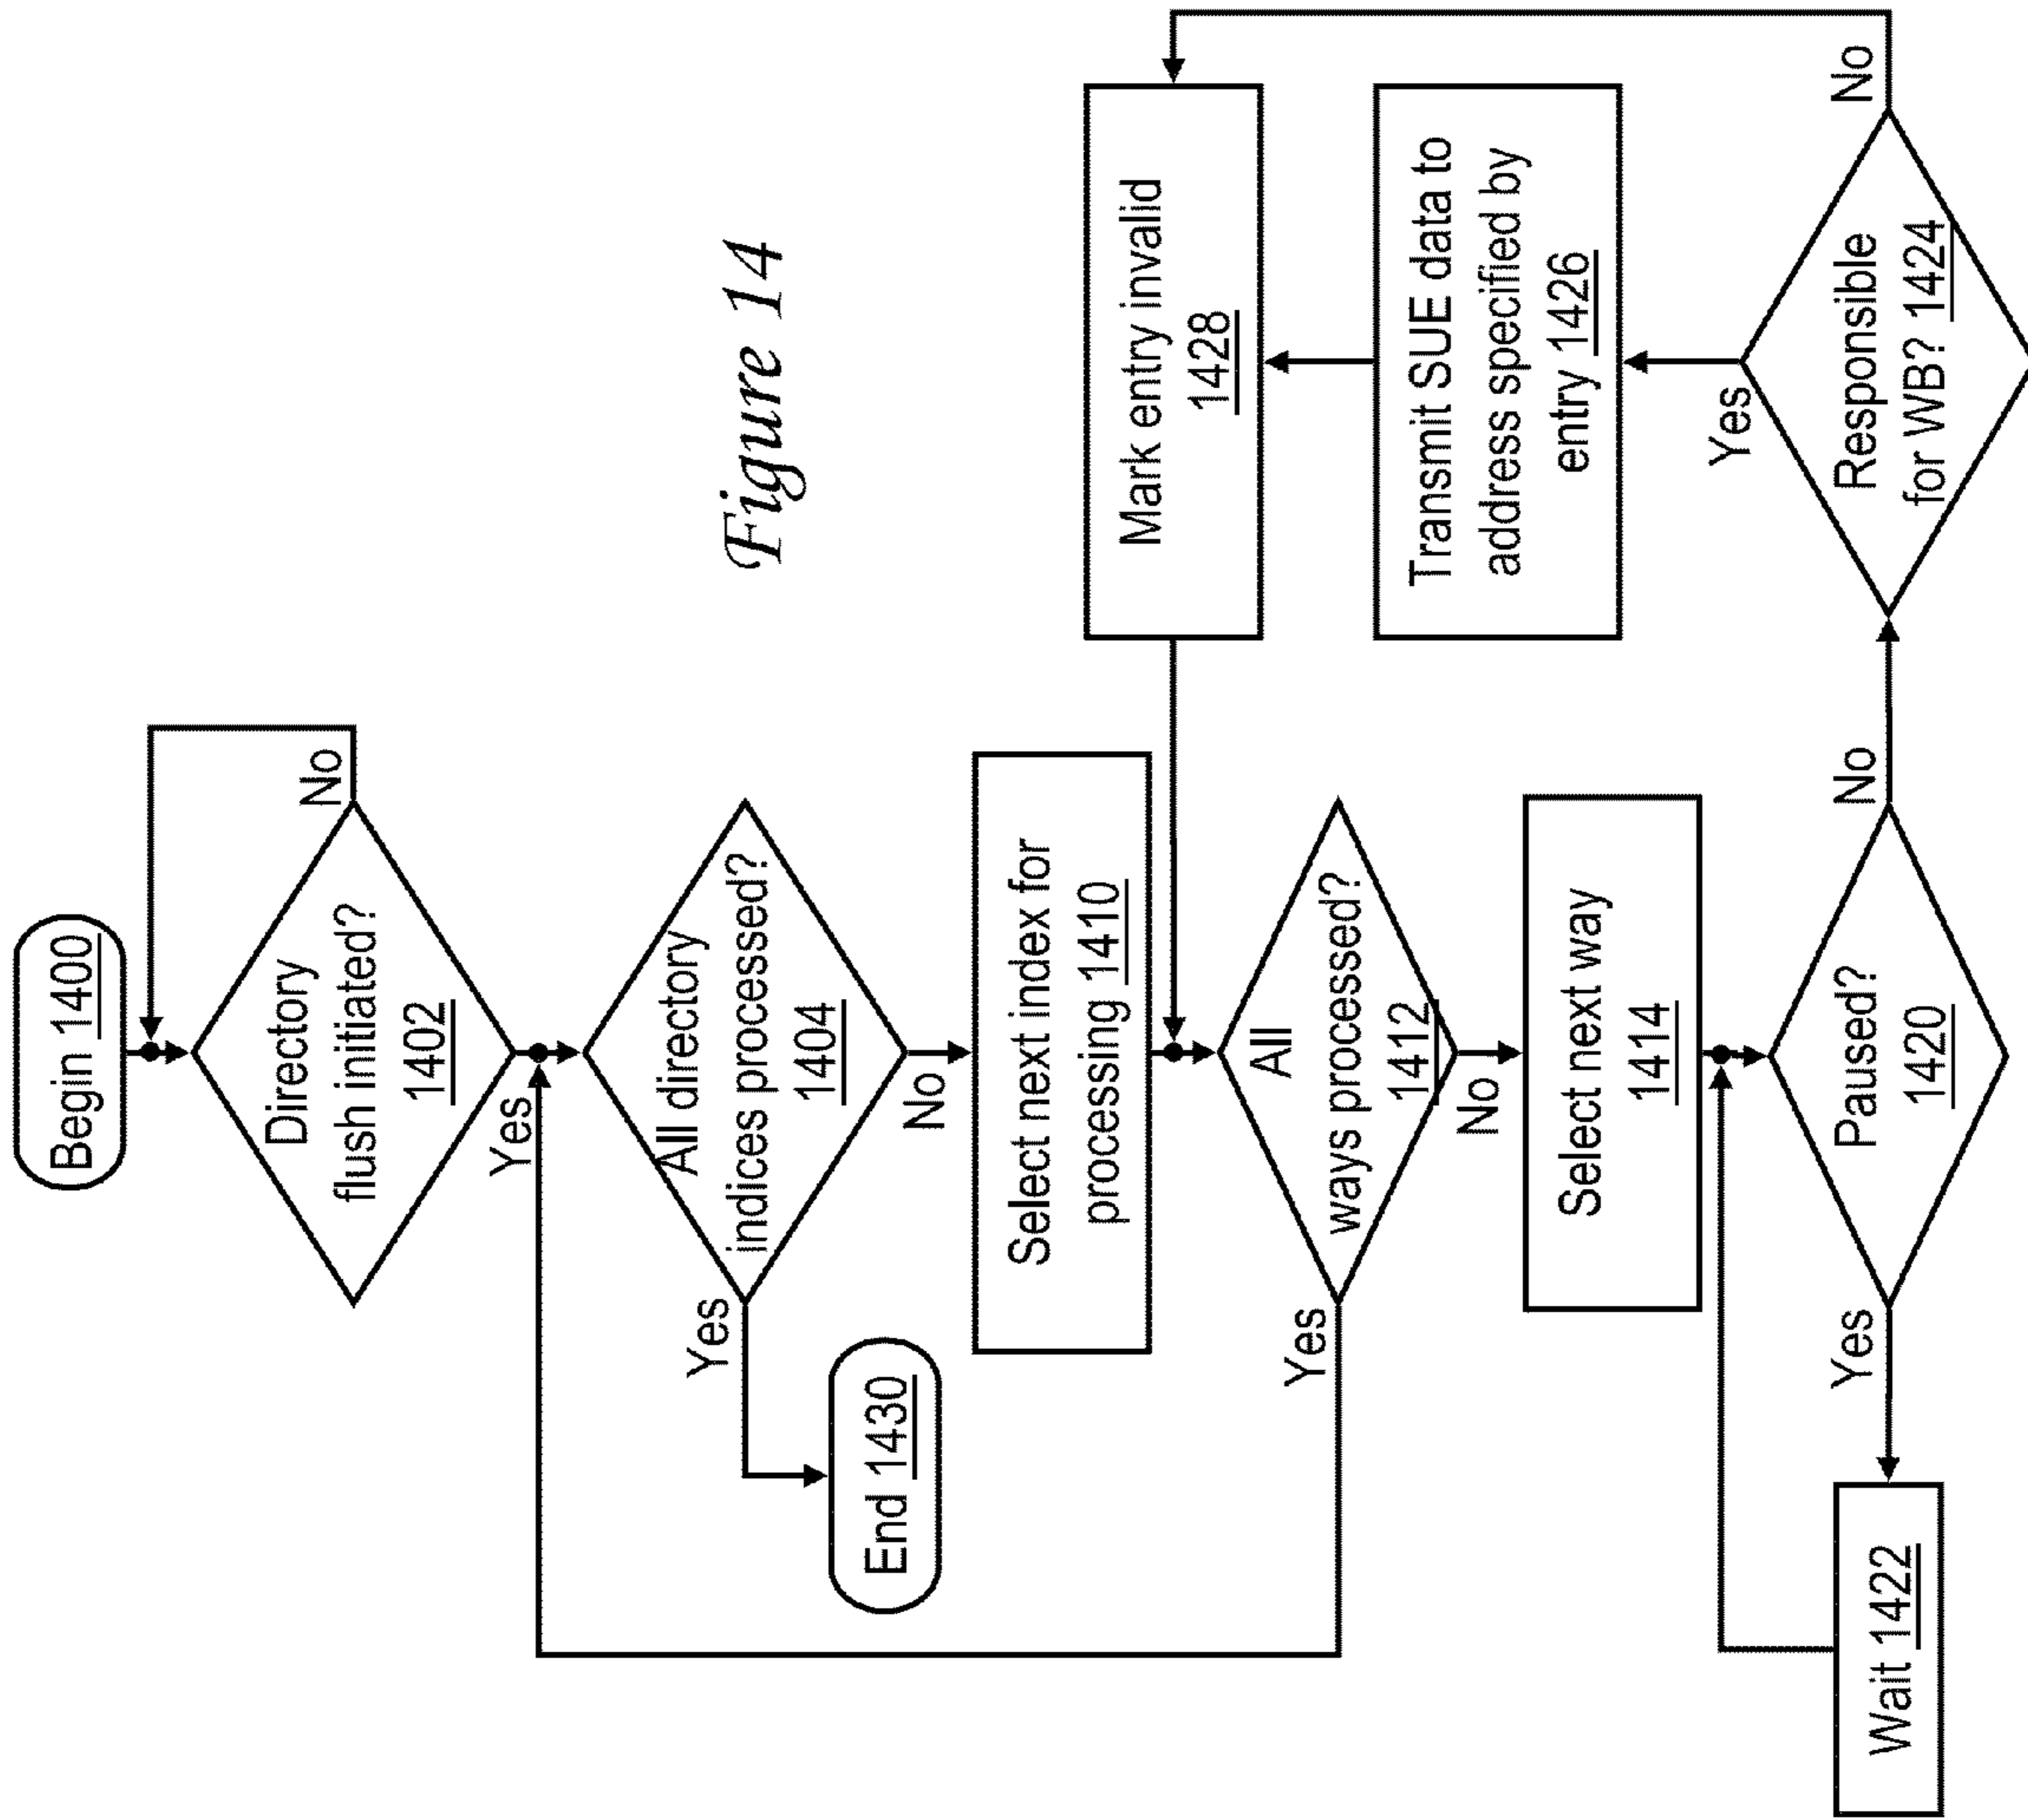 Begin 1400
Directory
flush initiated?
1402
No
Yes
All directory
indices processed?
1404
Yes
No
End 1430
Select next index for
processing 1410
All
ways processed?
1412
Yes
No
Select next way
1414
Paused?
1420
Yes
No
Wait 1422
Responsible
for WB? 1424
Yes
No
Transmit SUE data to
address specified by
entry 1426
Mark entry invalid
1428
Figure 14